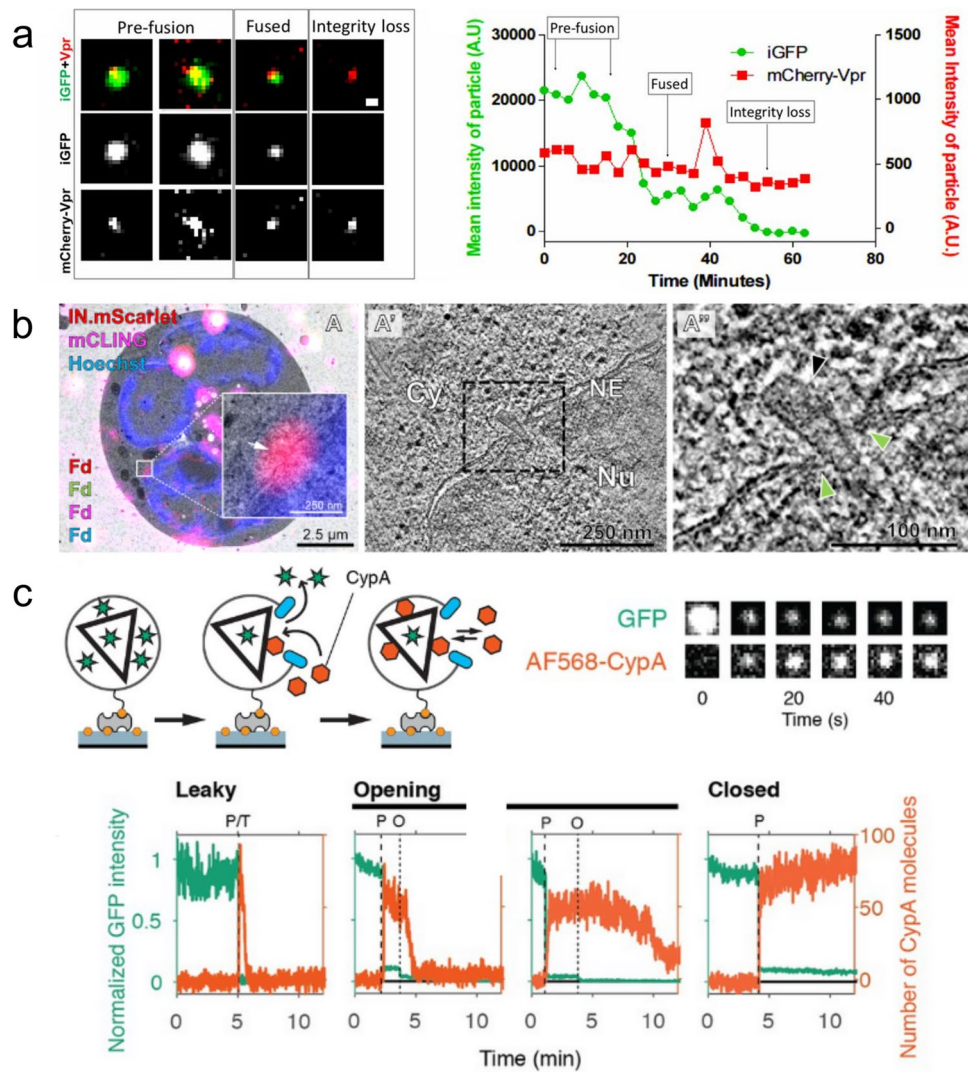 a
Pre-fusion Fused Integrity loss
iGFP+Vpr
iGFP
mCherry-Vpr
Mean intensity of particle (A.U)
30000
20000
10000
0
Pre-fusion
Fused
Integrity loss
iGFP
mCherry-Vpr
1500
1000
500
0
Mean Intensity of particle (A.U.)
0 20 40 60 80
Time (Minutes)
b
IN.mScarlet
mCLING
Hoechst
A
Fd
Fd
Fd
Fd
250 nm
2.5 µm
A'
Cy
NE
Nu
250 nm
A"
100 nm
c
CypA
GFP
AF568-CypA
0 20 40
Time (s)
Leaky Opening Closed
P/T P O P O P
Normalized GFP intensity
1
0.5
0
100
50
0
Number of CypA molecules
0 5 10 0 10 0 10 0 10
Time (min)